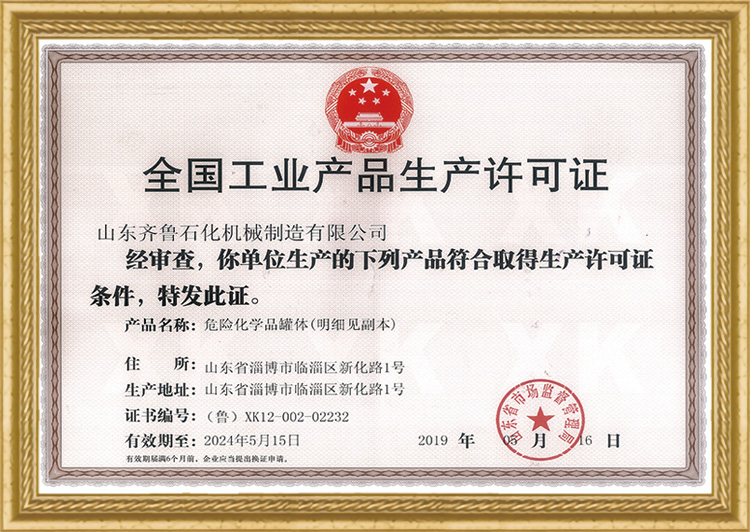 全国工业产品生产许可证
山东齐鲁石化机械制造有限公司
经审查，你单位生产的下列产品符合取得生产许可证
条件，特发此证。
产品名称：危险化学品罐体(明细见副本)
住　　所：山东省淄博市临淄区新化路1号
生产地址：山东省淄博市临淄区新化路1号
证书编号：（鲁）XK12-002-02232
有效期至：2024年5月15日
2019 年 05 月 16 日
山东省市场监督管理局
有效期届满6个月前，企业应当提出换证申请。